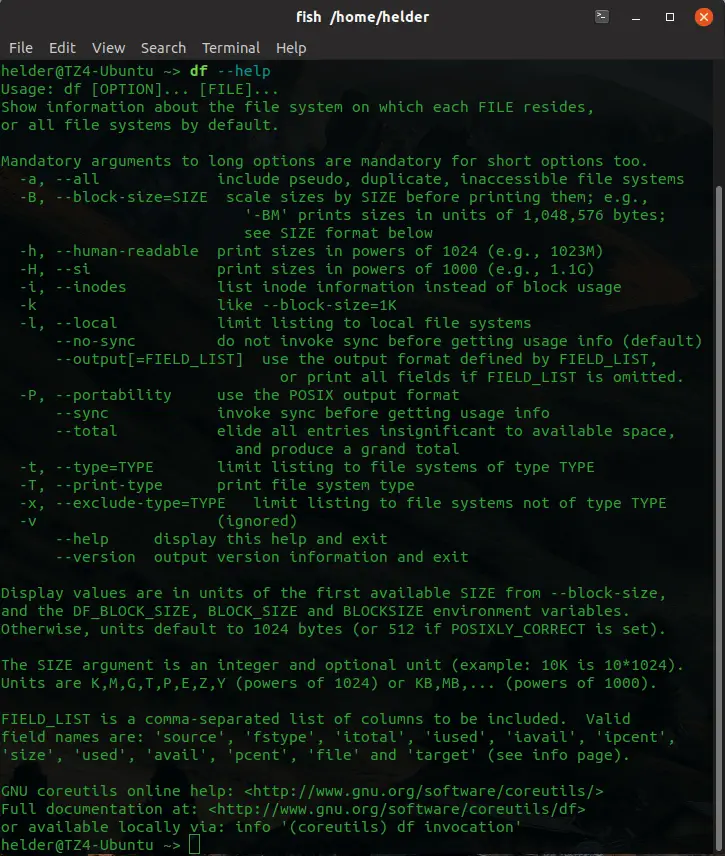 fish /home/helder
File Edit View Search Terminal Help
helder@TZ4-Ubuntu ~> df --help
Usage: df [OPTION]... [FILE]...
Show information about the file system on which each FILE resides,
or all file systems by default.

Mandatory arguments to long options are mandatory for short options too.
  -a, --all             include pseudo, duplicate, inaccessible file systems
  -B, --block-size=SIZE  scale sizes by SIZE before printing them; e.g.,
                           '-BM' prints sizes in units of 1,048,576 bytes;
                           see SIZE format below
  -h, --human-readable  print sizes in powers of 1024 (e.g., 1023M)
  -H, --si              print sizes in powers of 1000 (e.g., 1.1G)
  -i, --inodes          list inode information instead of block usage
  -k                    like --block-size=1K
  -l, --local           limit listing to local file systems
      --no-sync         do not invoke sync before getting usage info (default)
      --output[=FIELD_LIST]  use the output format defined by FIELD_LIST,
                               or print all fields if FIELD_LIST is omitted.
  -P, --portability     use the POSIX output format
      --sync            invoke sync before getting usage info
      --total           elide all entries insignificant to available space,
                          and produce a grand total
  -t, --type=TYPE       limit listing to file systems of type TYPE
  -T, --print-type      print file system type
  -x, --exclude-type=TYPE   limit listing to file systems not of type TYPE
  -v                    (ignored)
      --help     display this help and exit
      --version  output version information and exit

Display values are in units of the first available SIZE from --block-size,
and the DF_BLOCK_SIZE, BLOCK_SIZE and BLOCKSIZE environment variables.
Otherwise, units default to 1024 bytes (or 512 if POSIXLY_CORRECT is set).

The SIZE argument is an integer and optional unit (example: 10K is 10*1024).
Units are K,M,G,T,P,E,Z,Y (powers of 1024) or KB,MB,... (powers of 1000).

FIELD_LIST is a comma-separated list of columns to be included.  Valid
field names are: 'source', 'fstype', 'itotal', 'iused', 'iavail', 'ipcent',
'size', 'used', 'avail', 'pcent', 'file' and 'target' (see info page).

GNU coreutils online help: <http://www.gnu.org/software/coreutils/>
Full documentation at: <http://www.gnu.org/software/coreutils/df>
or available locally via: info '(coreutils) df invocation'
helder@TZ4-Ubuntu ~>